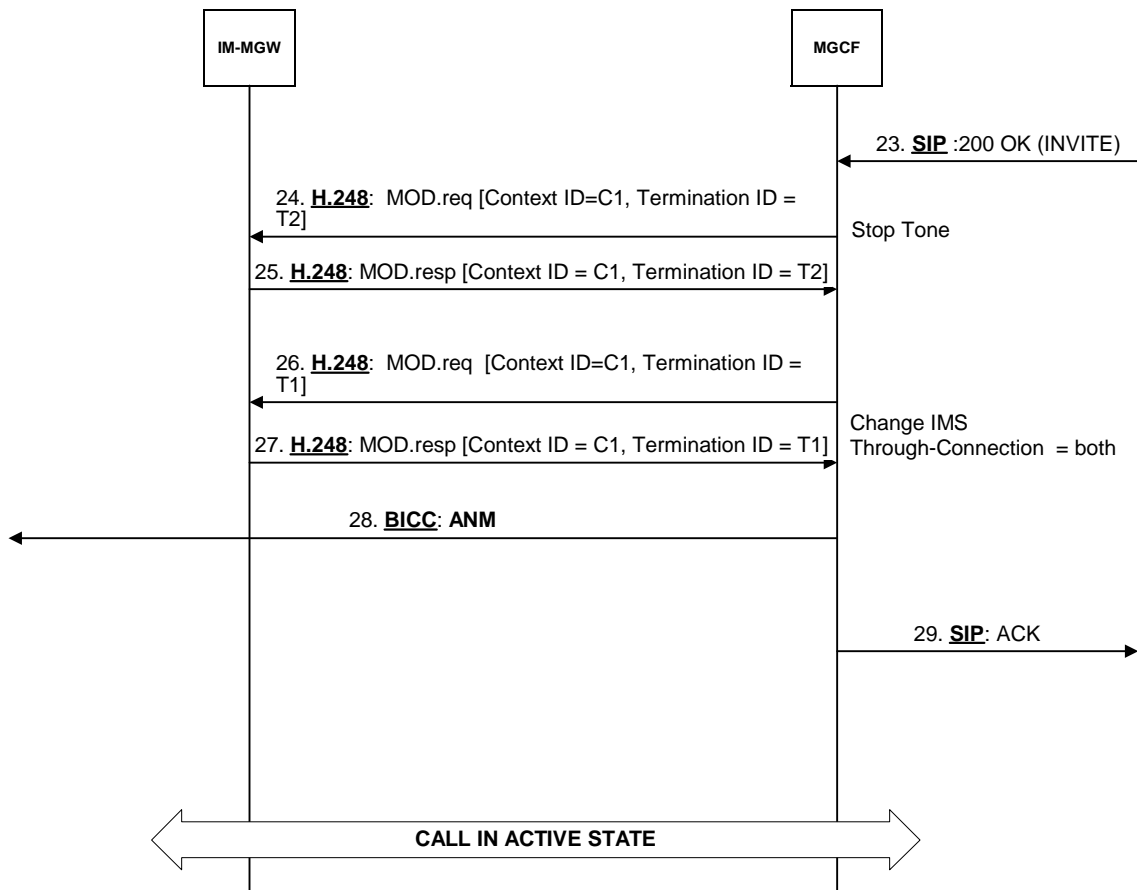 IM-MGW
MGCF
23. SIP :200 OK (INVITE)
24. H.248: MOD.req [Context ID=C1, Termination ID =
T2]
Stop Tone
25. H.248: MOD.resp [Context ID = C1, Termination ID = T2]
26. H.248: MOD.req [Context ID=C1, Termination ID =
T1]
Change IMS
Through-Connection = both
27. H.248: MOD.resp [Context ID = C1, Termination ID = T1]
28. BICC: ANM
29. SIP: ACK
CALL IN ACTIVE STATE